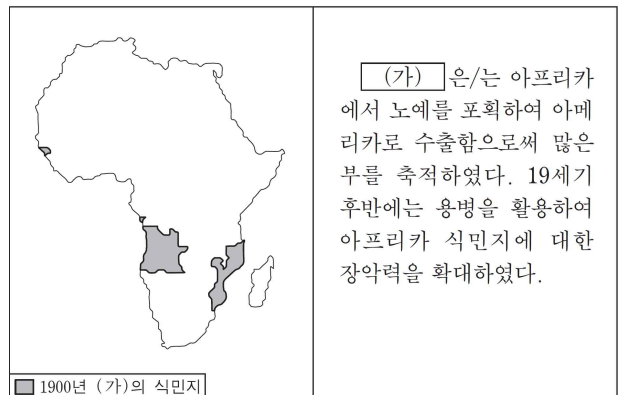 (가) 은/는 아프리카
에서 노예를 포획하여 아메
리카로 수출함으로써 많은
부를 축적하였다. 19세기
후반에는 용병을 활용하여
아프리카 식민지에 대한
장악력을 확대하였다.
1900년 (가)의 식민지